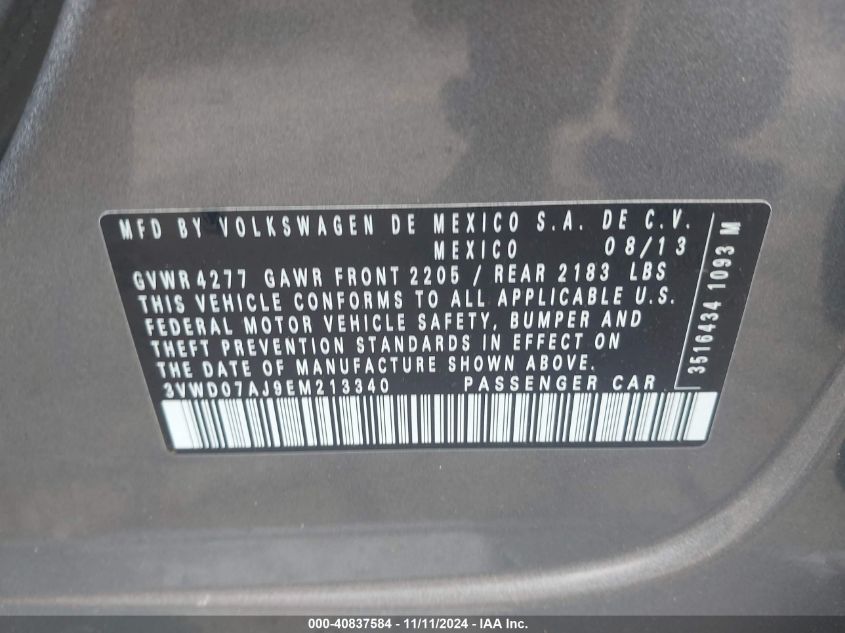 MFD BY VOLKSWAGEN DE MEXICO S.A. DE C.V.
MEXICO 08/13
GVWR 4277 GAWR FRONT 2205 / REAR 2183 LBS
THIS VEHICLE CONFORMS TO ALL APPLICABLE U.S.
FEDERAL MOTOR VEHICLE SAFETY, BUMPER AND
THEFT PREVENTION STANDARDS IN EFFECT ON
THE DATE OF MANUFACTURE SHOWN ABOVE.
3VWD07AJ9EM213340 PASSENGER CAR
3516434 1093 M
000-40837584 - 11/11/2024 - IAA Inc.